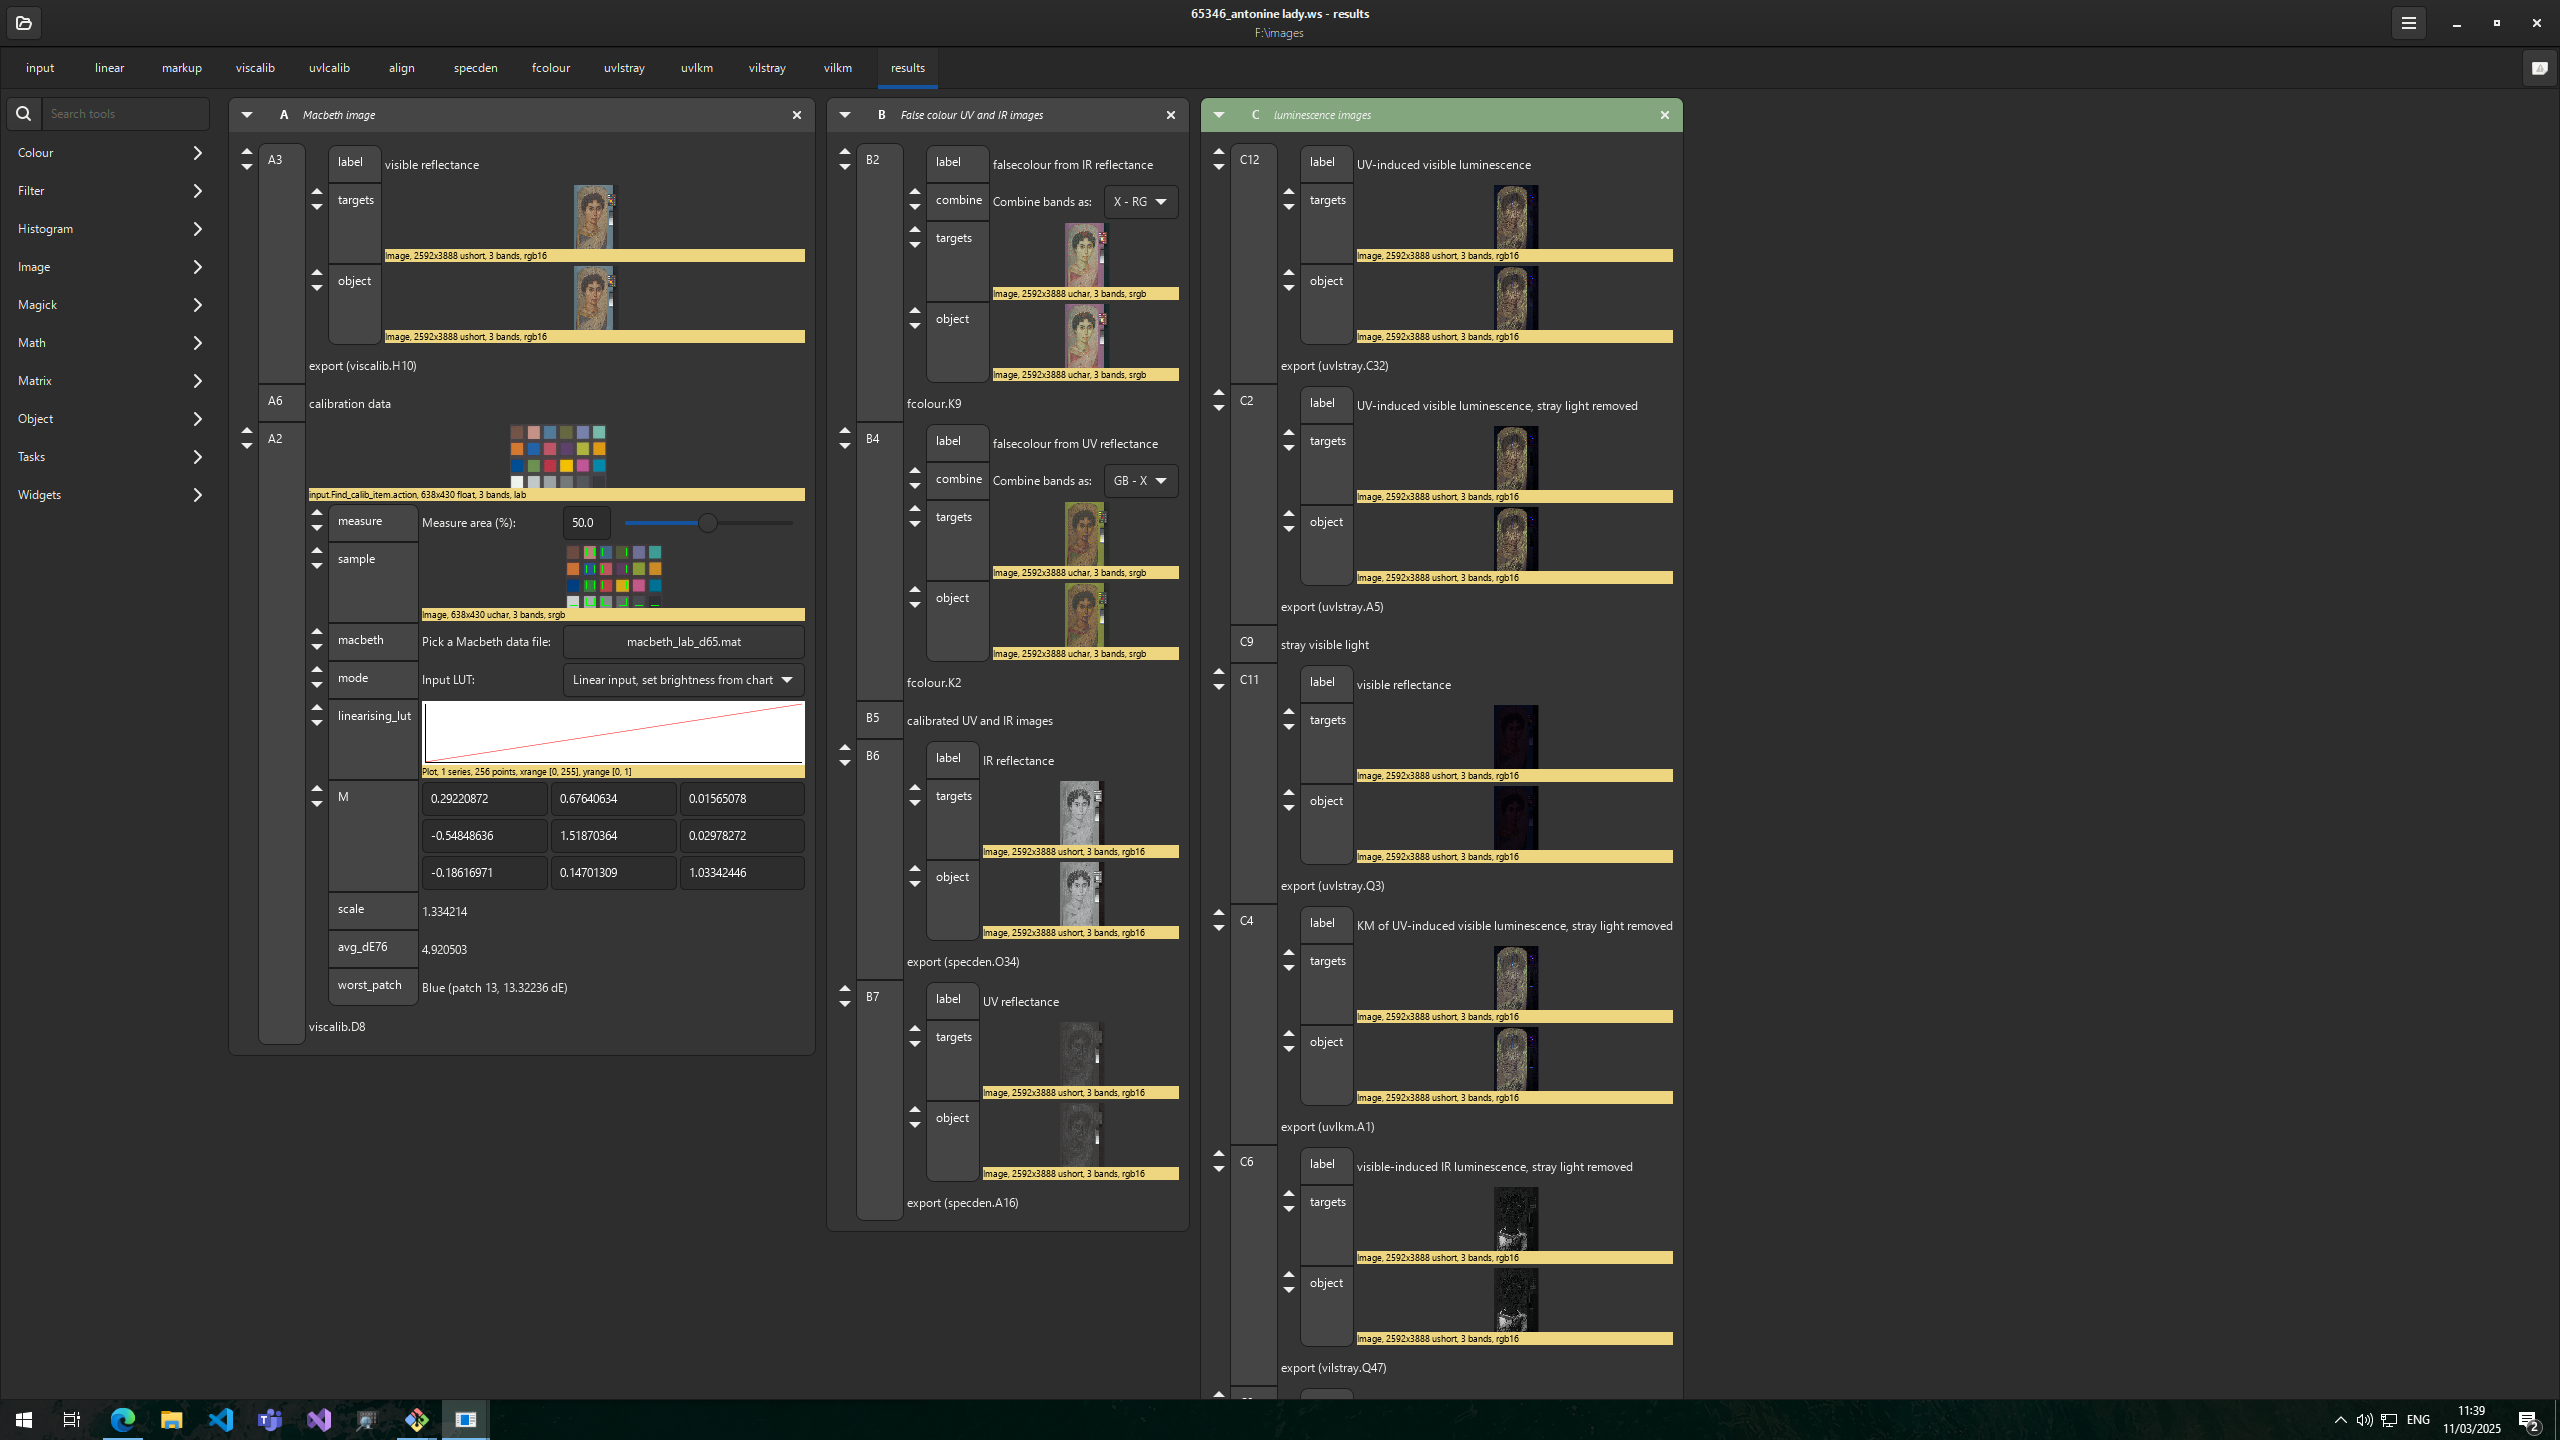 65346_antonine lady.ws - results
F:\images
input linear markup viscalib uvlcalib align specden fcolour uvlstray uvlkm vilstray vilkm results
Search tools
Colour
Filter
Histogram
Image
Magick
Math
Matrix
Object
Tasks
Widgets
A Macbeth image
A3
label visible reflectance
targets
Image, 2592x3888 ushort, 3 bands, rgb16
object
Image, 2592x3888 ushort, 3 bands, rgb16
export (viscalib.H10)
A6 calibration data
A2
input.Find_calib_item.action, 638x430 float, 3 bands, lab
measure Measure area (%): 50.0
sample
Image, 638x430 uchar, 3 bands, srgb
macbeth Pick a Macbeth data file: macbeth_lab_d65.mat
mode Input LUT: Linear input, set brightness from chart
linearising_lut
Plot, 1 series, 256 points, xrange [0, 255], yrange [0, 1]
M 0.29220872 0.67640634 0.01565078
-0.54848636 1.51870364 0.02978272
-0.18616971 0.14701309 1.03342446
scale 1.334214
avg_dE76 4.920503
worst_patch Blue (patch 13, 13.32236 dE)
viscalib.D8
B False colour UV and IR images
B2
label falsecolour from IR reflectance
combine Combine bands as: X - RG
targets
Image, 2592x3888 uchar, 3 bands, srgb
object
Image, 2592x3888 uchar, 3 bands, srgb
fcolour.K9
B4
label falsecolour from UV reflectance
combine Combine bands as: GB - X
targets
Image, 2592x3888 uchar, 3 bands, srgb
object
Image, 2592x3888 uchar, 3 bands, srgb
fcolour.K2
B5 calibrated UV and IR images
B6
label IR reflectance
targets
Image, 2592x3888 ushort, 3 bands, rgb16
object
Image, 2592x3888 ushort, 3 bands, rgb16
export (specden.O34)
B7
label UV reflectance
targets
Image, 2592x3888 ushort, 3 bands, rgb16
object
Image, 2592x3888 ushort, 3 bands, rgb16
export (specden.A16)
C luminescence images
C12
label UV-induced visible luminescence
targets
Image, 2592x3888 ushort, 3 bands, rgb16
object
Image, 2592x3888 ushort, 3 bands, rgb16
export (uvlstray.C32)
C2
label UV-induced visible luminescence, stray light removed
targets
Image, 2592x3888 ushort, 3 bands, rgb16
object
Image, 2592x3888 ushort, 3 bands, rgb16
export (uvlstray.A5)
C9 stray visible light
C11
label visible reflectance
targets
Image, 2592x3888 ushort, 3 bands, rgb16
object
Image, 2592x3888 ushort, 3 bands, rgb16
export (uvlstray.Q3)
C4
label KM of UV-induced visible luminescence, stray light removed
targets
Image, 2592x3888 ushort, 3 bands, rgb16
object
Image, 2592x3888 ushort, 3 bands, rgb16
export (uvlkm.A1)
C6
label visible-induced IR luminescence, stray light removed
targets
Image, 2592x3888 ushort, 3 bands, rgb16
object
Image, 2592x3888 ushort, 3 bands, rgb16
export (vilstray.Q47)
ENG
11:39
11/03/2025
2